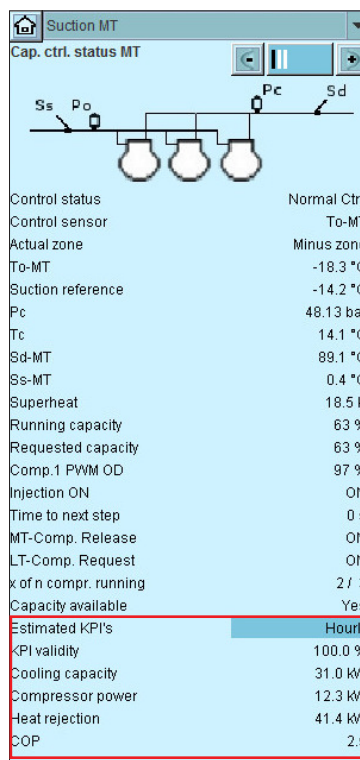 Suction MT
Cap. ctrl. status MT
Pc Sd
Ss Po
Control status Normal Ctr
Control sensor To-M
Actual zone Minus zon
To-MT -18.3 °
Suction reference -14.2 °
Pc 48.13 ba
Tc 14.1 °
Sd-MT 89.1 °
Ss-MT 0.4 °
Superheat 18.5
Running capacity 63 %
Requested capacity 63 %
Comp.1 PWM OD 97 %
Injection ON O
Time to next step 0
MT-Comp. Release O
LT-Comp. Request O
x of n compr. running 2 /
Capacity available Ye
Estimated KPI's Hourl
KPI validity 100.0 %
Cooling capacity 31.0 kW
Compressor power 12.3 kW
Heat rejection 41.4 kW
COP 2.